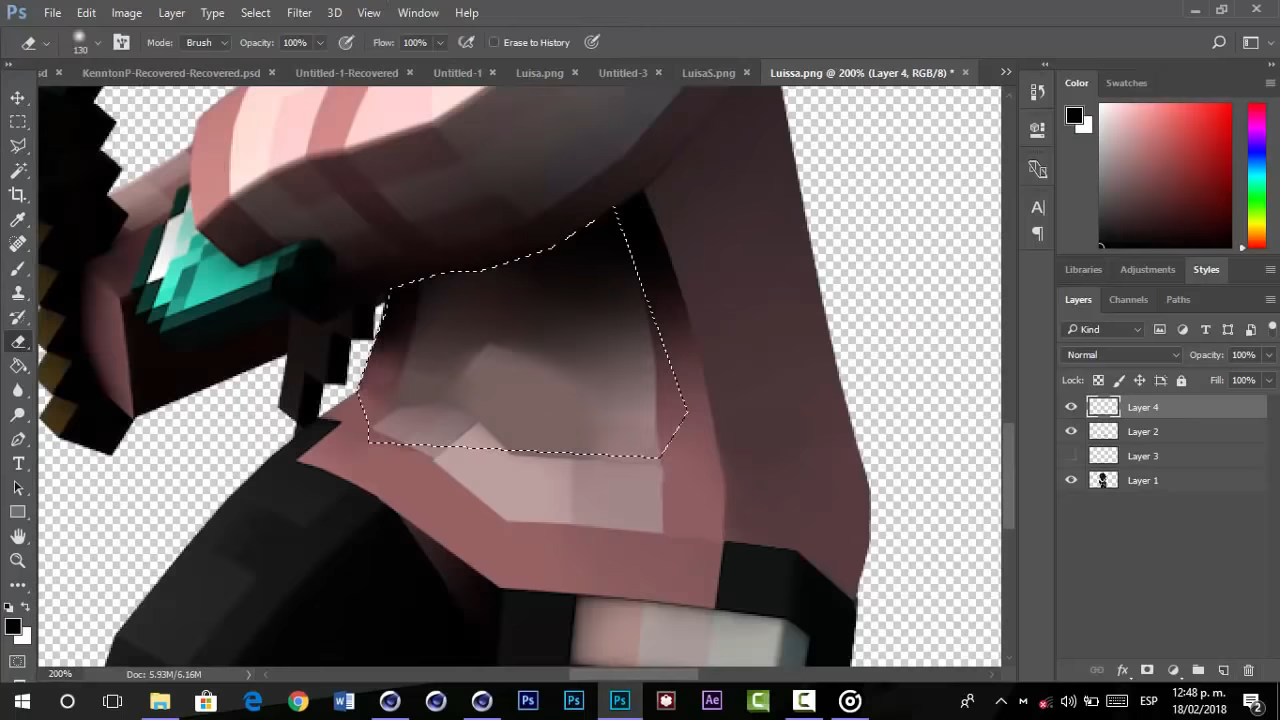 Ps File Edit Image Layer Type Select Filter 3D View Window Help
130 Mode: Brush Opacity: 100% Flow: 100% Erase to History
sd × KenntonP-Recovered-Recovered.psd × Untitled-1-Recovered × Untitled-1 × Luisa.png × Untitled-3 × LuisaS.png × Luissa.png @ 200% (Layer 4, RGB/8) * ×
Color Swatches
Libraries Adjustments Styles
Layers Channels Paths
Kind
Normal Opacity: 100%
Lock: Fill: 100%
Layer 4
Layer 2
Layer 3
Layer 1
200% Doc: 5.93M/6.16M
ESP 12:48 p. m.
18/02/2018
2